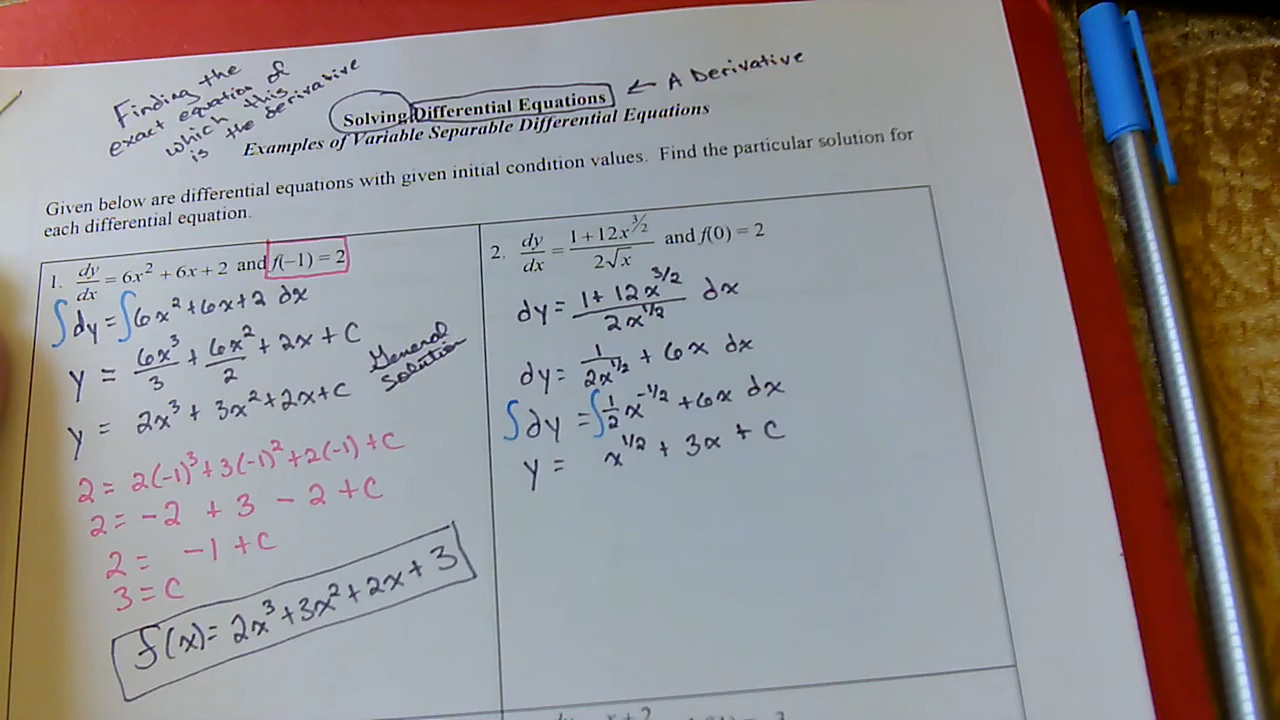 Finding the
exact equation of
which this
is the derivative
Solving Differential Equations ← A Derivative
Examples of Variable Separable Differential Equations
Given below are differential equations with given initial condition values. Find the particular solution for
each differential equation.
1. dy/dx = 6x² + 6x + 2 and f(−1) = 2
∫dy = ∫6x² + 6x + 2 dx
y = 6x³/3 + 6x²/2 + 2x + C
General
Solution
y = 2x³ + 3x² + 2x + C
2 = 2(-1)³ + 3(-1)² + 2(-1) + C
2 = -2 + 3 - 2 + C
2 = -1 + C
3 = C
f(x) = 2x³ + 3x² + 2x + 3
2. dy/dx = (1 + 12x^(3/2))/(2√x) and f(0) = 2
dy = (1 + 12x^(3/2))/(2x^(1/2)) dx
dy = 1/(2x^(1/2)) + 6x dx
∫dy = ∫1/2 x^(-1/2) + 6x dx
y = x^(1/2) + 3x + C